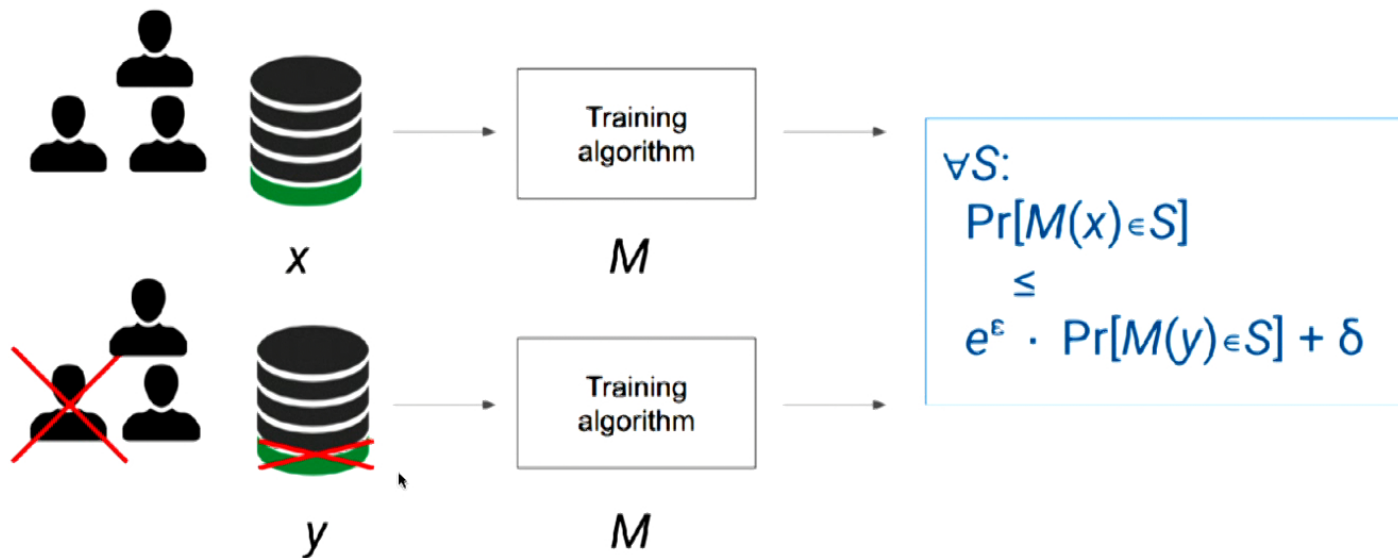 Training
algorithm
x
M
∀S:
Pr[M(x)∈S]
≤
e^ε · Pr[M(y)∈S] + δ
Training
algorithm
y
M